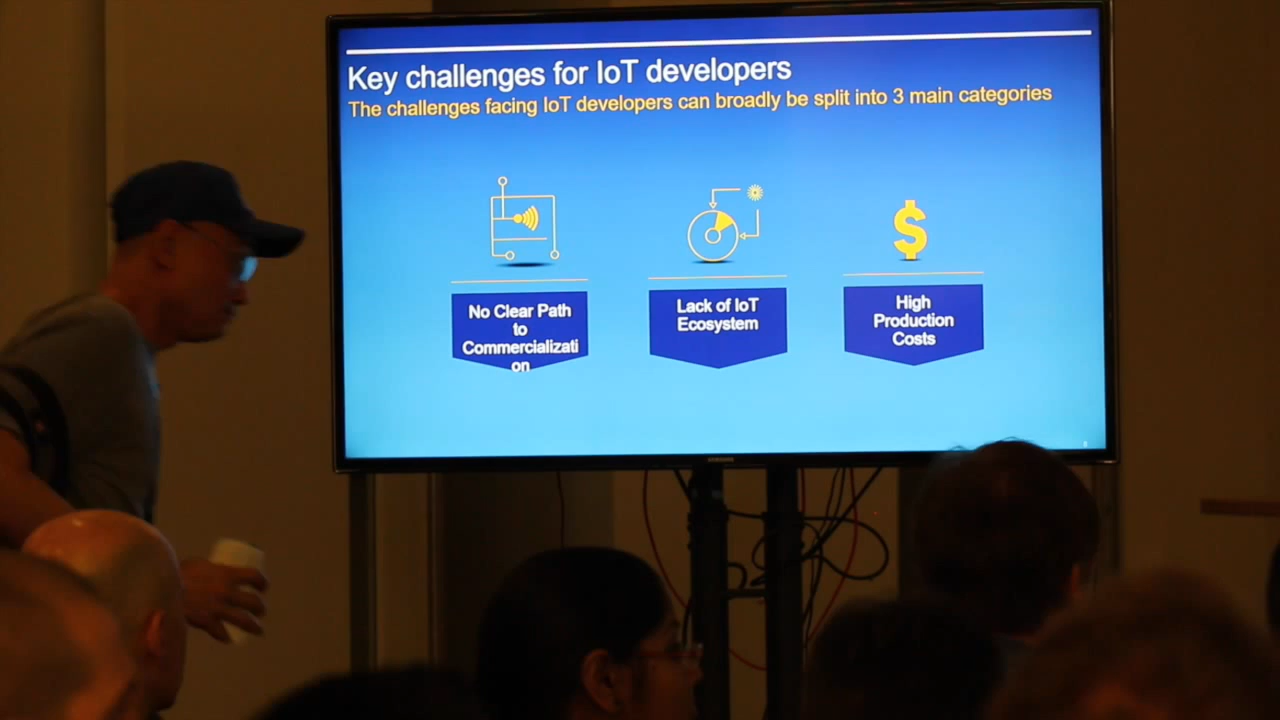 Key challenges for IoT developers
The challenges facing IoT developers can broadly be split into 3 main categories
No Clear Path
to
Commercializati
on
Lack of IoT
Ecosystem
High
Production
Costs
SAMSUNG